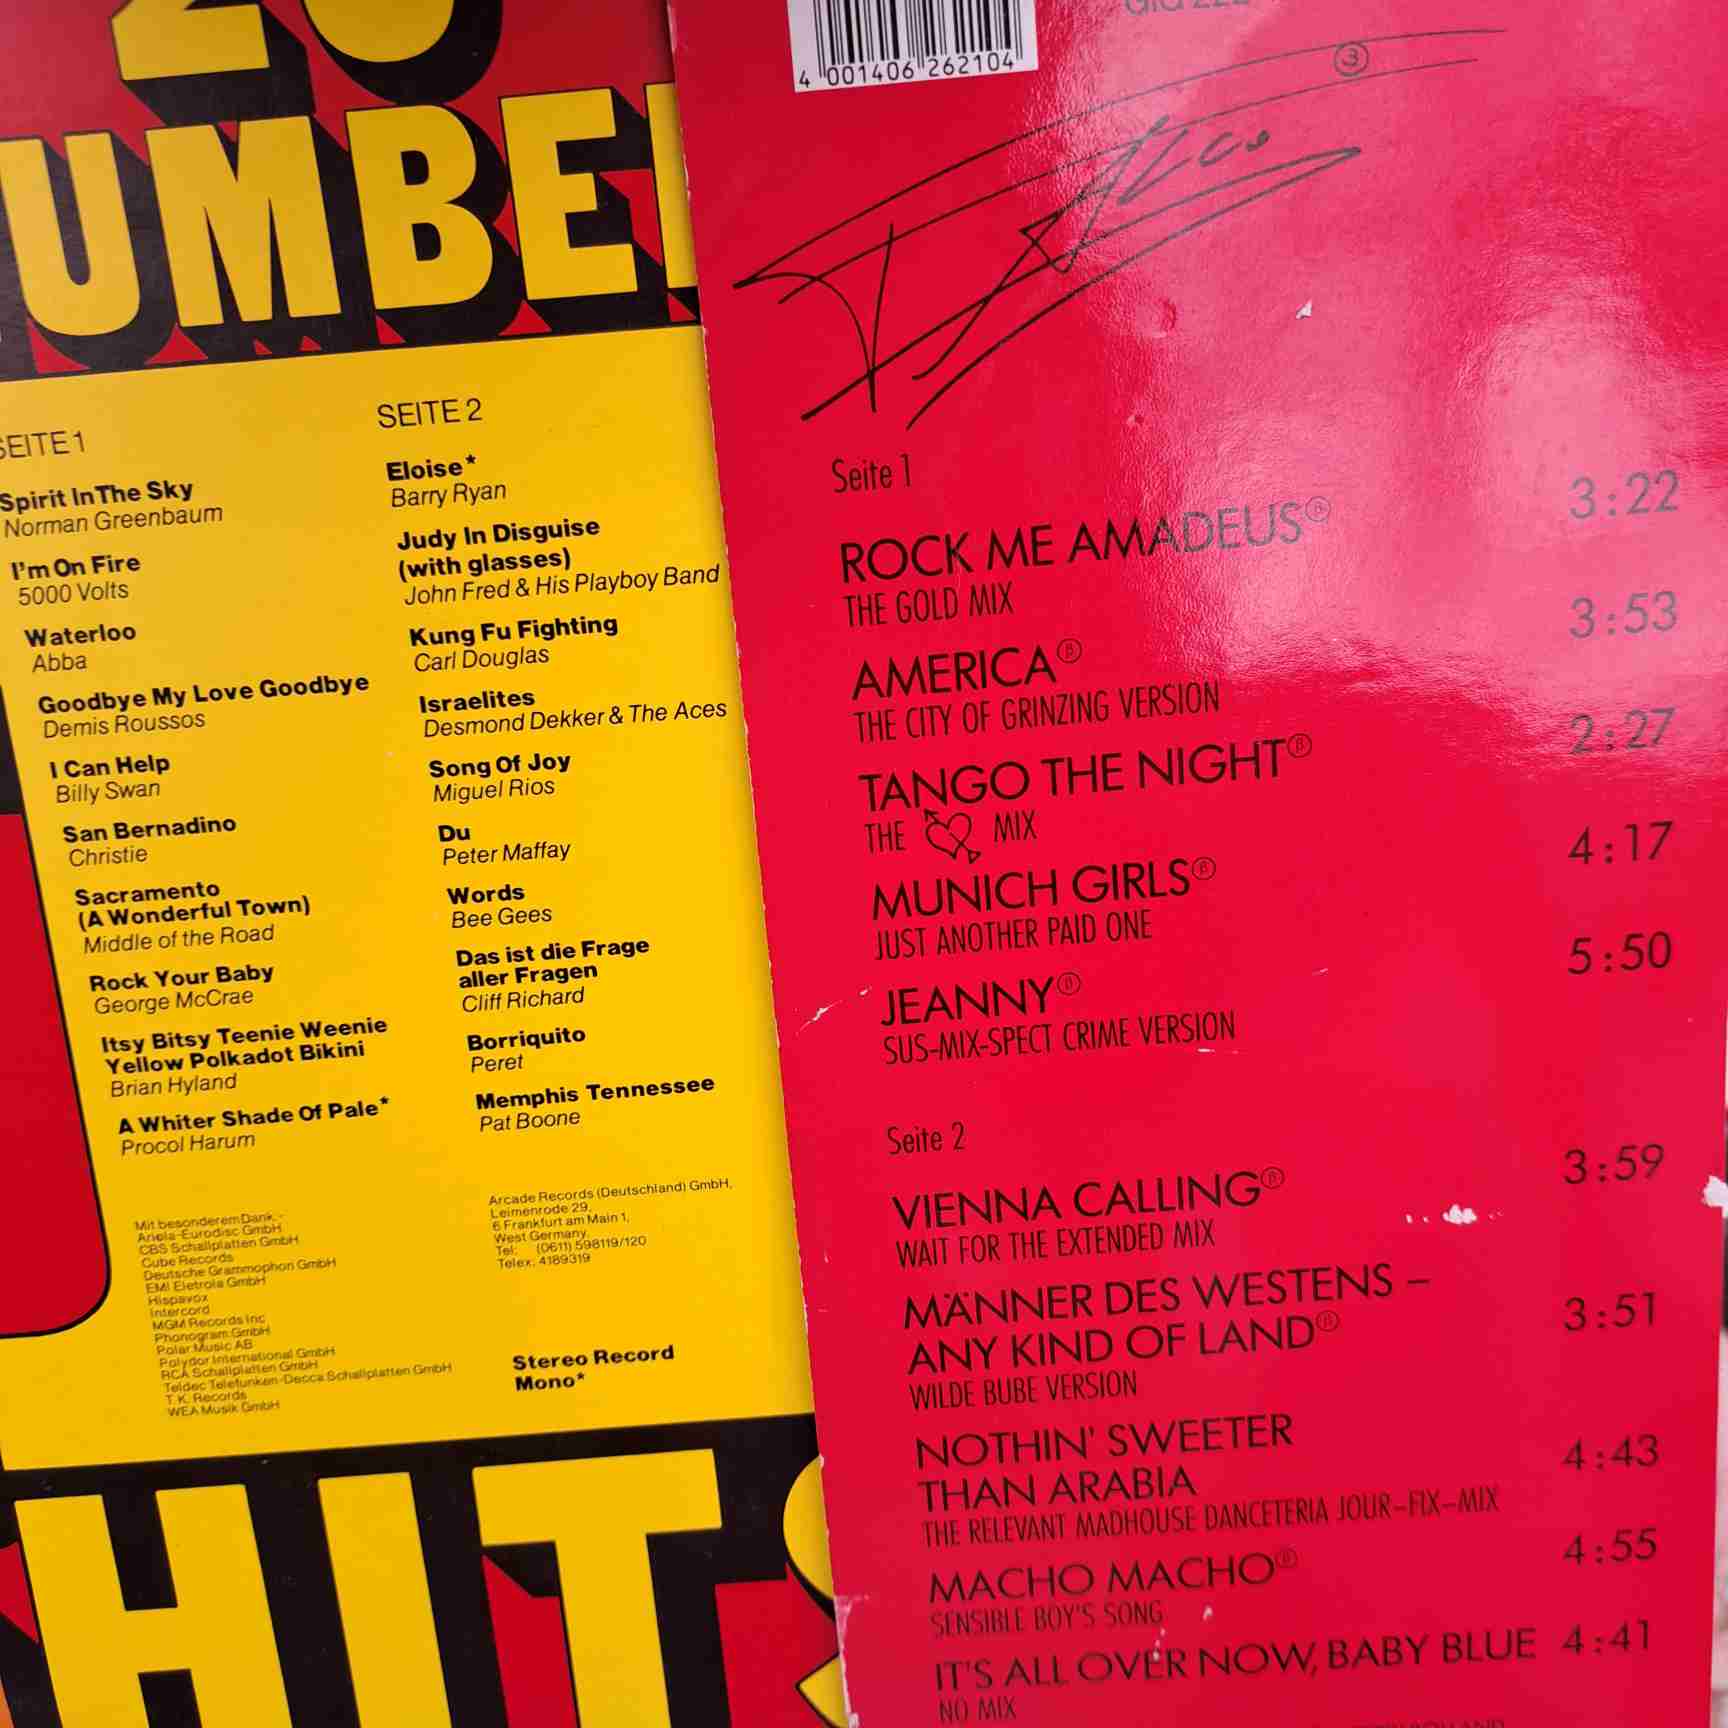 20
UMBE
SEITE 1
Spirit In The Sky
Norman Greenbaum
I'm On Fire
5000 Volts
Waterloo
Abba
Goodbye My Love Goodbye
Demis Roussos
I Can Help
Billy Swan
San Bernadino
Christie
Sacramento
(A Wonderful Town)
Middle of the Road
Rock Your Baby
George McCrae
Itsy Bitsy Teenie Weenie
Yellow Polkadot Bikini
Brian Hyland
A Whiter Shade Of Pale*
Procol Harum
SEITE 2
Eloise*
Barry Ryan
Judy In Disguise
(with glasses)
John Fred & His Playboy Band
Kung Fu Fighting
Carl Douglas
Israelites
Desmond Dekker & The Aces
Song Of Joy
Miguel Rios
Du
Peter Maffay
Words
Bee Gees
Das ist die Frage
aller Fragen
Cliff Richard
Borriquito
Peret
Memphis Tennessee
Pat Boone
Mit besonderem Dank,-
Ariola-Eurodisc GmbH
CBS Schallplatten GmbH
Cube Records
Deutsche Grammophon GmbH
EMI Eletrola GmbH
Hispavox
Intercord
MGM Records Inc
Phonogram GmbH
Polar Music AB
Polydor International GmbH
RCA Schallplatten GmbH
Teldec Telefunken-Decca Schallplatten GmbH
T.K. Records
WEA Musik GmbH
Arcade Records (Deutschland) GmbH,
Leimenrode 29,
6 Frankfurt am Main 1,
West Germany,
Tel: (0611) 598119/120
Telex: 4189319
Stereo Record
Mono*
HITS
4 001406 262104
3
Falco
Seite 1
ROCK ME AMADEUS® 3:22
THE GOLD MIX
AMERICA® 3:53
THE CITY OF GRINZING VERSION
TANGO THE NIGHT® 2:27
THE MIX
MUNICH GIRLS® 4:17
JUST ANOTHER PAID ONE
JEANNY® 5:50
SUS-MIX-SPECT CRIME VERSION
Seite 2
VIENNA CALLING® 3:59
WAIT FOR THE EXTENDED MIX
MÄNNER DES WESTENS –
ANY KIND OF LAND® 3:51
WILDE BUBE VERSION
NOTHIN' SWEETER
THAN ARABIA 4:43
THE RELEVANT MADHOUSE DANCETERIA JOUR-FIX-MIX
MACHO MACHO® 4:55
SENSIBLE BOY'S SONG
IT'S ALL OVER NOW, BABY BLUE 4:41
NO MIX